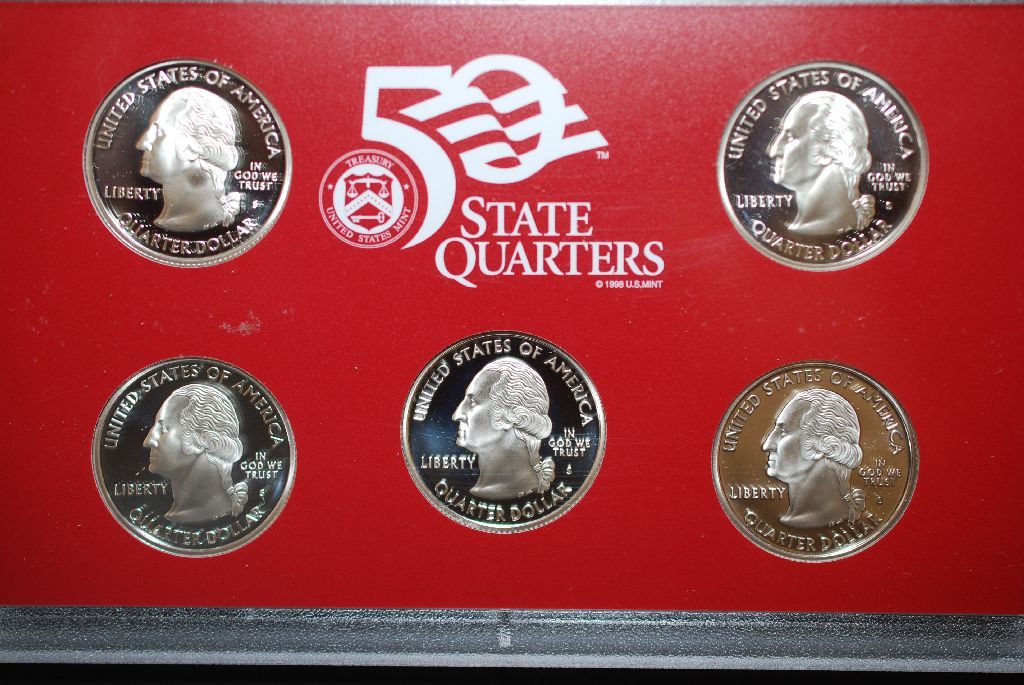 UNITED STATES OF AMERICA
LIBERTY
IN
GOD WE
TRUST
S
QUARTER DOLLAR
50
TM
TREASURY
UNITED STATES MINT
STATE
QUARTERS
© 1998 U.S.MINT
UNITED STATES OF AMERICA
LIBERTY
IN
GOD WE
TRUST
S
QUARTER DOLLAR
UNITED STATES OF AMERICA
LIBERTY
IN
GOD WE
TRUST
S
QUARTER DOLLAR
UNITED STATES OF AMERICA
LIBERTY
IN
GOD WE
TRUST
S
QUARTER DOLLAR
UNITED STATES OF AMERICA
LIBERTY
IN
GOD WE
TRUST
S
QUARTER DOLLAR